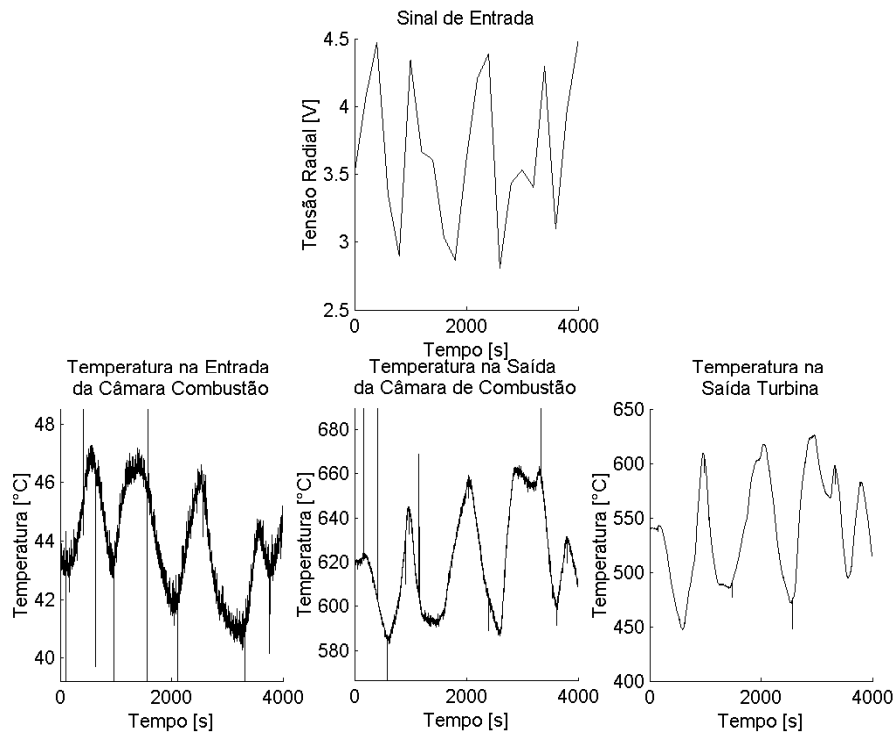 Sinal de Entrada
4.5
4
3.5
3
2.5
Tensão Radial [V]
0 2000 4000
Tempo [s]
Temperatura na Entrada
da Câmara Combustão
48
46
44
42
40
Temperatura [°C]
0 2000 4000
Tempo [s]
Temperatura na Saída
da Câmara de Combustão
680
660
640
620
600
580
Temperatura [°C]
0 2000 4000
Tempo [s]
Temperatura na
Saída Turbina
650
600
550
500
450
400
Temperatura [°C]
0 2000 4000
Tempo [s]